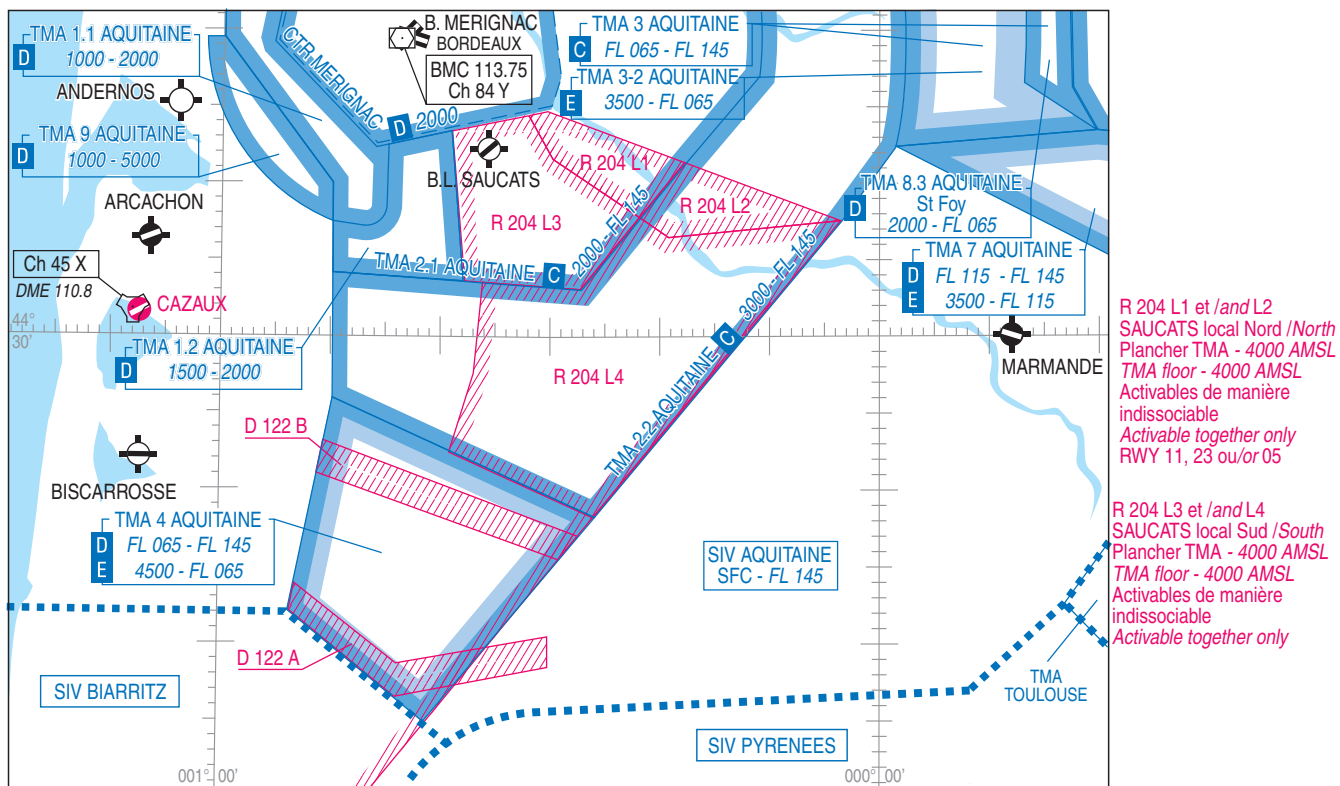 TMA 1.1 AQUITAINE
D 1000 - 2000
ANDERNOS
TMA 9 AQUITAINE
D 1000 - 5000
ARCACHON
Ch 45 X
DME 110.8
CAZAUX
44°
30'
TMA 1.2 AQUITAINE
D 1500 - 2000
BISCARROSSE
CTR MERIGNAC D 2000
B. MERIGNAC
BORDEAUX
BMC 113.75
Ch 84 Y
TMA 3 AQUITAINE
C FL 065 - FL 145
TMA 3-2 AQUITAINE
E 3500 - FL 065
B.L. SAUCATS
R 204 L1
R 204 L2
R 204 L3
TMA 2.1 AQUITAINE C 2000 - FL 145
R 204 L4
TMA 2.2 AQUITAINE C 3000 - FL 145
TMA 8.3 AQUITAINE
St Foy
D 2000 - FL 065
TMA 7 AQUITAINE
D FL 115 - FL 145
E 3500 - FL 115
MARMANDE
D 122 B
TMA 4 AQUITAINE
D FL 065 - FL 145
E 4500 - FL 065
D 122 A
SIV AQUITAINE
SFC - FL 145
SIV BIARRITZ
SIV PYRENEES
TMA
TOULOUSE
001° 00'
000° 00'
R 204 L1 et /and L2
SAUCATS local Nord /North
Plancher TMA - 4000 AMSL
TMA floor - 4000 AMSL
Activables de manière
indissociable
Activable together only
RWY 11, 23 ou/or 05
R 204 L3 et /and L4
SAUCATS local Sud /South
Plancher TMA - 4000 AMSL
TMA floor - 4000 AMSL
Activables de manière
indissociable
Activable together only